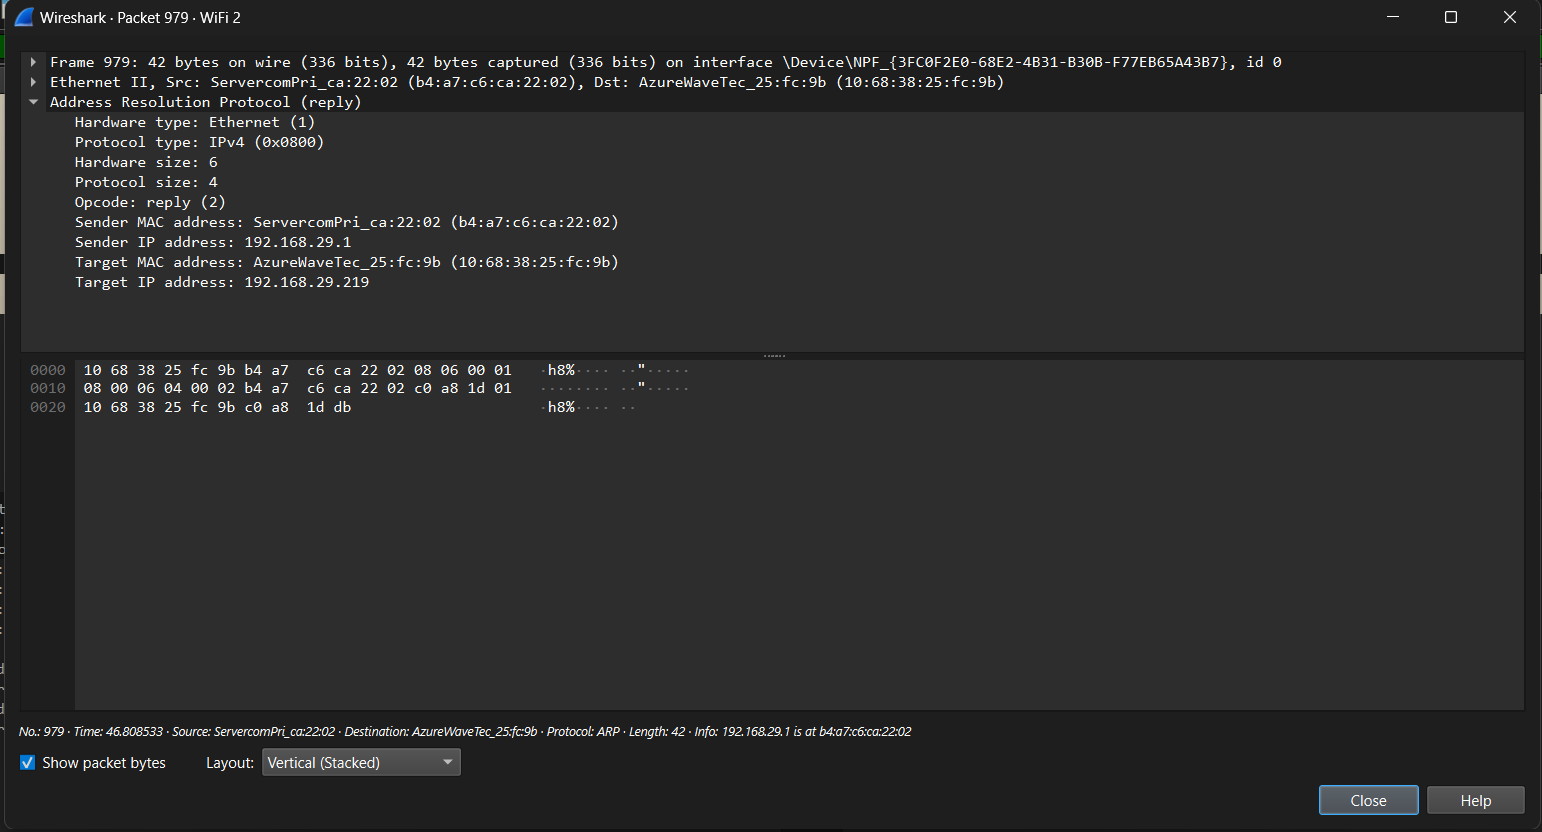 Wireshark · Packet 979 · WiFi 2
Frame 979: 42 bytes on wire (336 bits), 42 bytes captured (336 bits) on interface \Device\NPF_{3FC0F2E0-68E2-4B31-B30B-F77EB65A43B7}, id 0
Ethernet II, Src: ServercomPri_ca:22:02 (b4:a7:c6:ca:22:02), Dst: AzureWaveTec_25:fc:9b (10:68:38:25:fc:9b)
Address Resolution Protocol (reply)
Hardware type: Ethernet (1)
Protocol type: IPv4 (0x0800)
Hardware size: 6
Protocol size: 4
Opcode: reply (2)
Sender MAC address: ServercomPri_ca:22:02 (b4:a7:c6:ca:22:02)
Sender IP address: 192.168.29.1
Target MAC address: AzureWaveTec_25:fc:9b (10:68:38:25:fc:9b)
Target IP address: 192.168.29.219
0000 10 68 38 25 fc 9b b4 a7 c6 ca 22 02 08 06 00 01 ·h8%···· ··"·····
0010 08 00 06 04 00 02 b4 a7 c6 ca 22 02 c0 a8 1d 01 ········ ··"·····
0020 10 68 38 25 fc 9b c0 a8 1d db ·h8%···· ··
No.: 979 · Time: 46.808533 · Source: ServercomPri_ca:22:02 · Destination: AzureWaveTec_25:fc:9b · Protocol: ARP · Length: 42 · Info: 192.168.29.1 is at b4:a7:c6:ca:22:02
Show packet bytes Layout: Vertical (Stacked)
Close Help